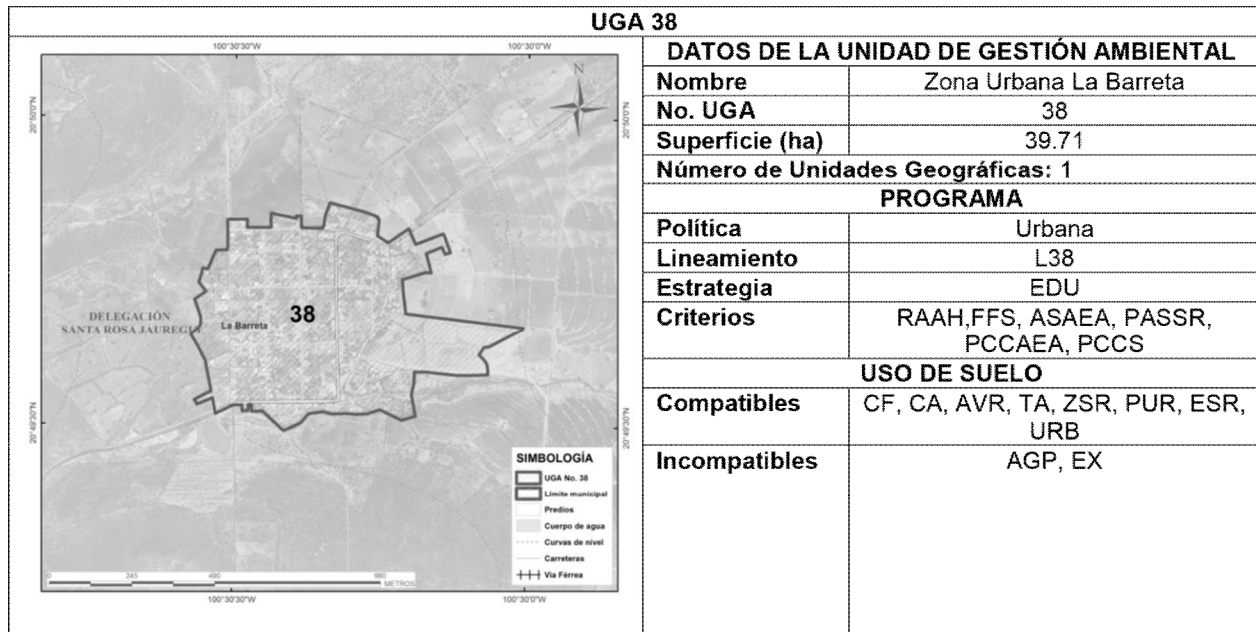 UGA 38
100°30'30"W 100°30'0"W
N
20°50'0"N 20°50'0"N
DELEGACIÓN
SANTA ROSA JÁUREGUI
La Barreta
38
20°49'30"N 20°49'30"N
SIMBOLOGÍA
UGA No. 38
Límite municipal
Predios
Cuerpo de agua
Curvas de nivel
Carreteras
Vía Férrea
0 245 490 980
METROS
100°30'30"W 100°30'0"W
DATOS DE LA UNIDAD DE GESTIÓN AMBIENTAL
Nombre Zona Urbana La Barreta
No. UGA 38
Superficie (ha) 39.71
Número de Unidades Geográficas: 1
PROGRAMA
Política Urbana
Lineamiento L38
Estrategia EDU
Criterios RAAH,FFS, ASAEA, PASSR,
PCCAEA, PCCS
USO DE SUELO
Compatibles CF, CA, AVR, TA, ZSR, PUR, ESR,
URB
Incompatibles AGP, EX